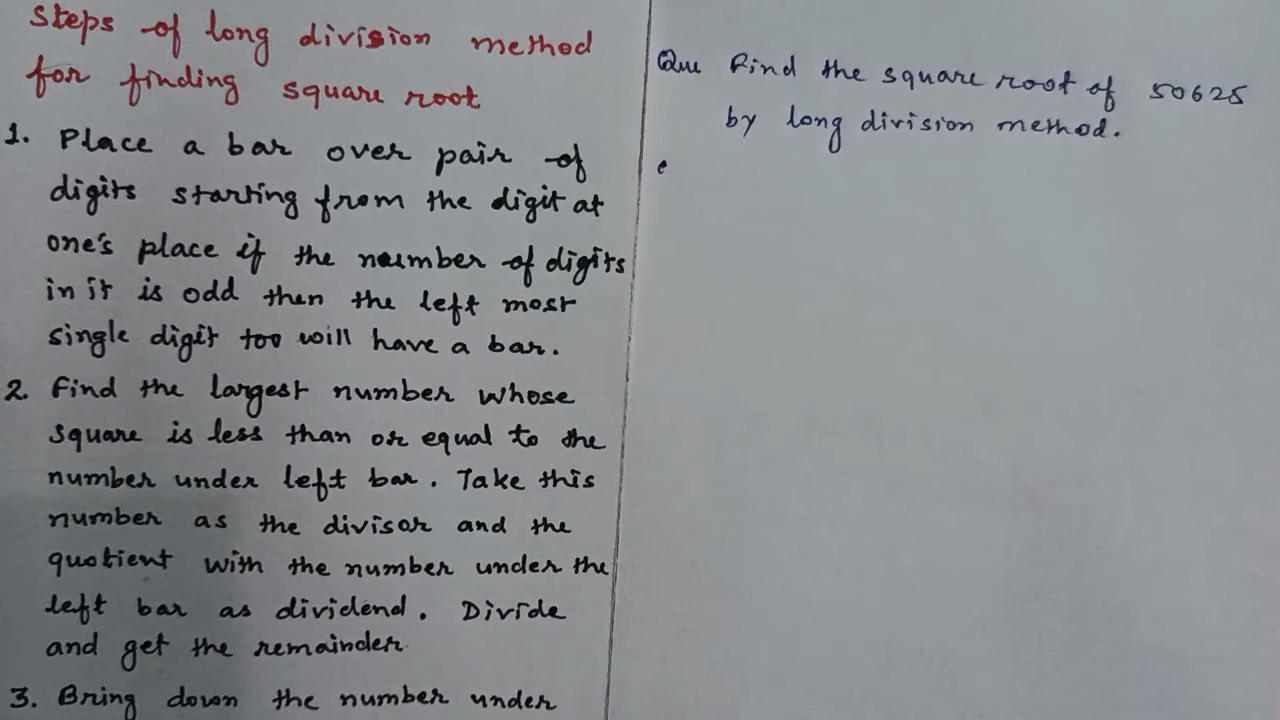 Steps of long division method
for finding square root
1. Place a bar over pair of
digits starting from the digit at
one's place if the number of digits
in it is odd then the left most
single digit too will have a bar.
2. Find the largest number whose
square is less than or equal to the
number under left bar. Take this
number as the divisor and the
quotient with the number under the
left bar as dividend. Divide
and get the remainder
3. Bring down the number under
Que Find the square root of 50625
by long division method.